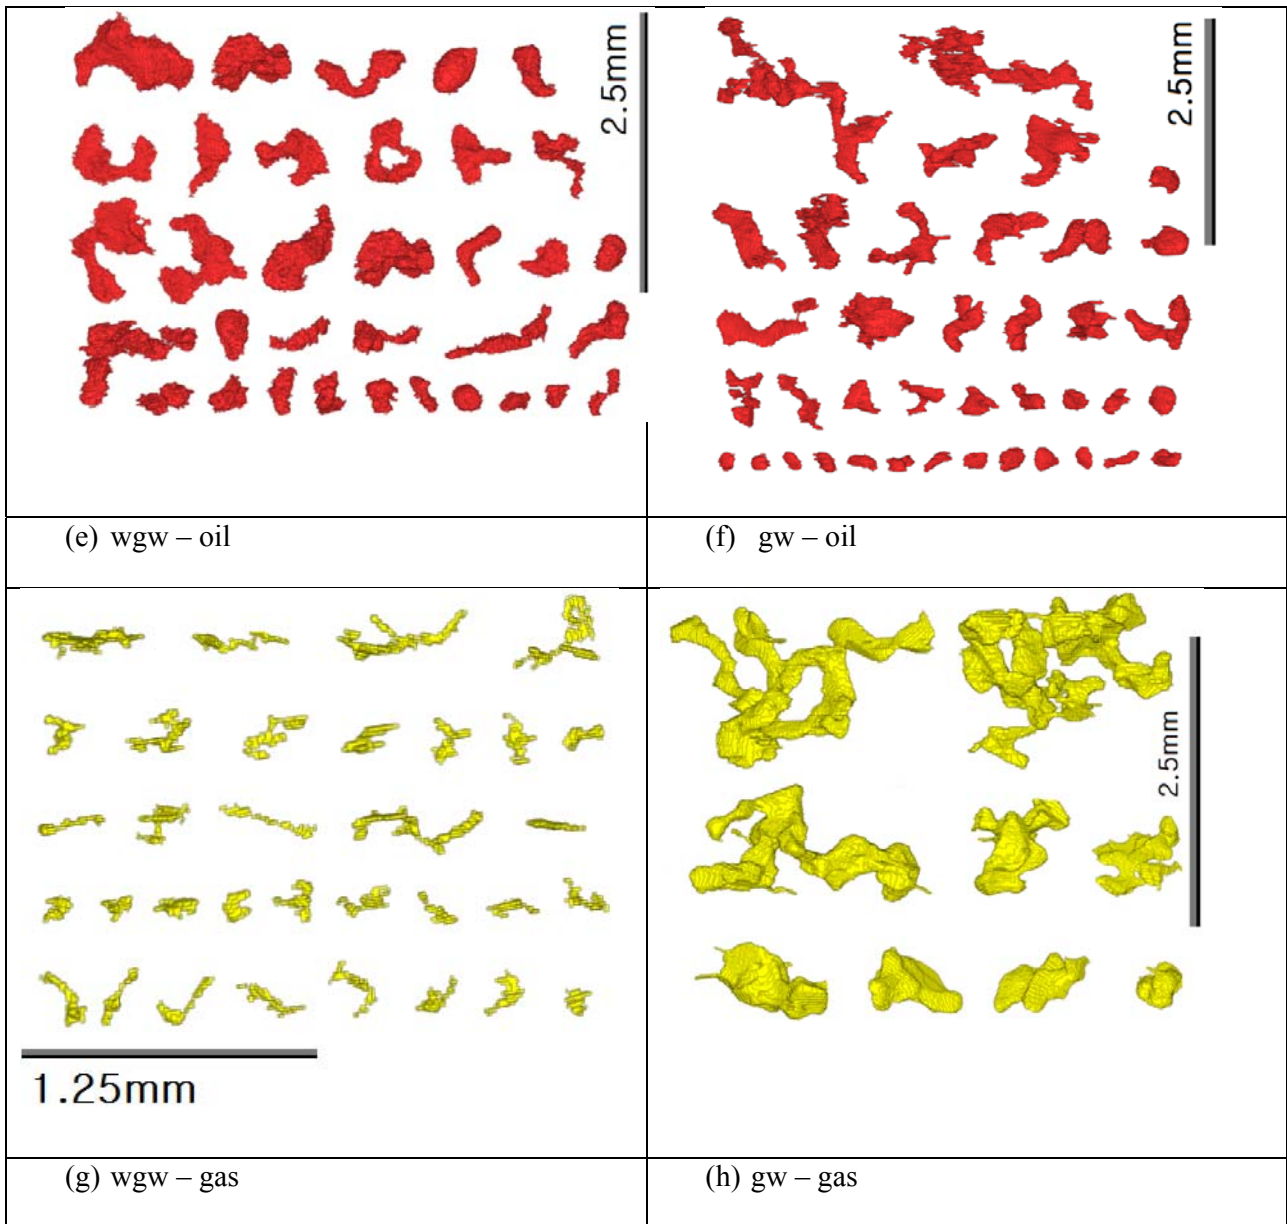 2.5mm
2.5mm
(e) wgw – oil
(f) gw – oil
2.5mm
1.25mm
(g) wgw – gas
(h) gw – gas